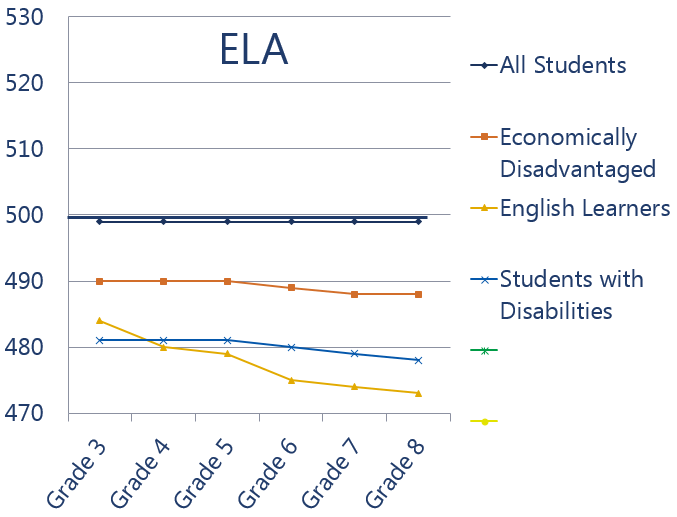 ELA
530
520
510
500
490
480
470
Grade 3
Grade 4
Grade 5
Grade 6
Grade 7
Grade 8
All Students
Economically
Disadvantaged
English Learners
Students with
Disabilities